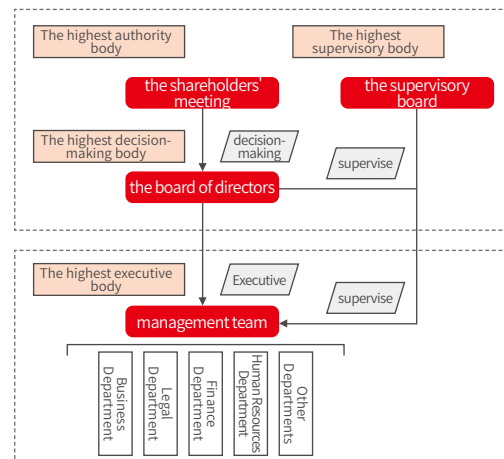 The highest authority
body
The highest
supervisory body
the shareholders'
meeting
the supervisory
board
The highest decision-
making body
decision-
making
supervise
the board of directors
The highest executive
body
Executive
supervise
management team
Business
Department
Legal
Department
Finance
Department
Human Resources
Department
Other
Departments